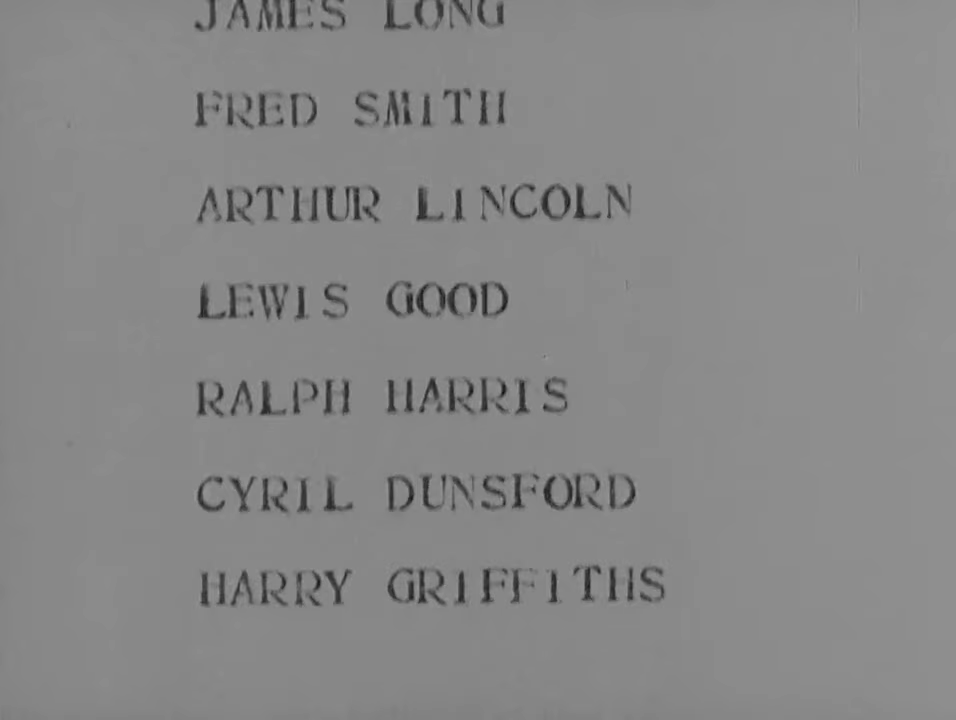 JAMES LONG
FRED SMITH
ARTHUR LINCOLN
LEWIS GOOD
RALPH HARRIS
CYRIL DUNSFORD
HARRY GRIFFITHS